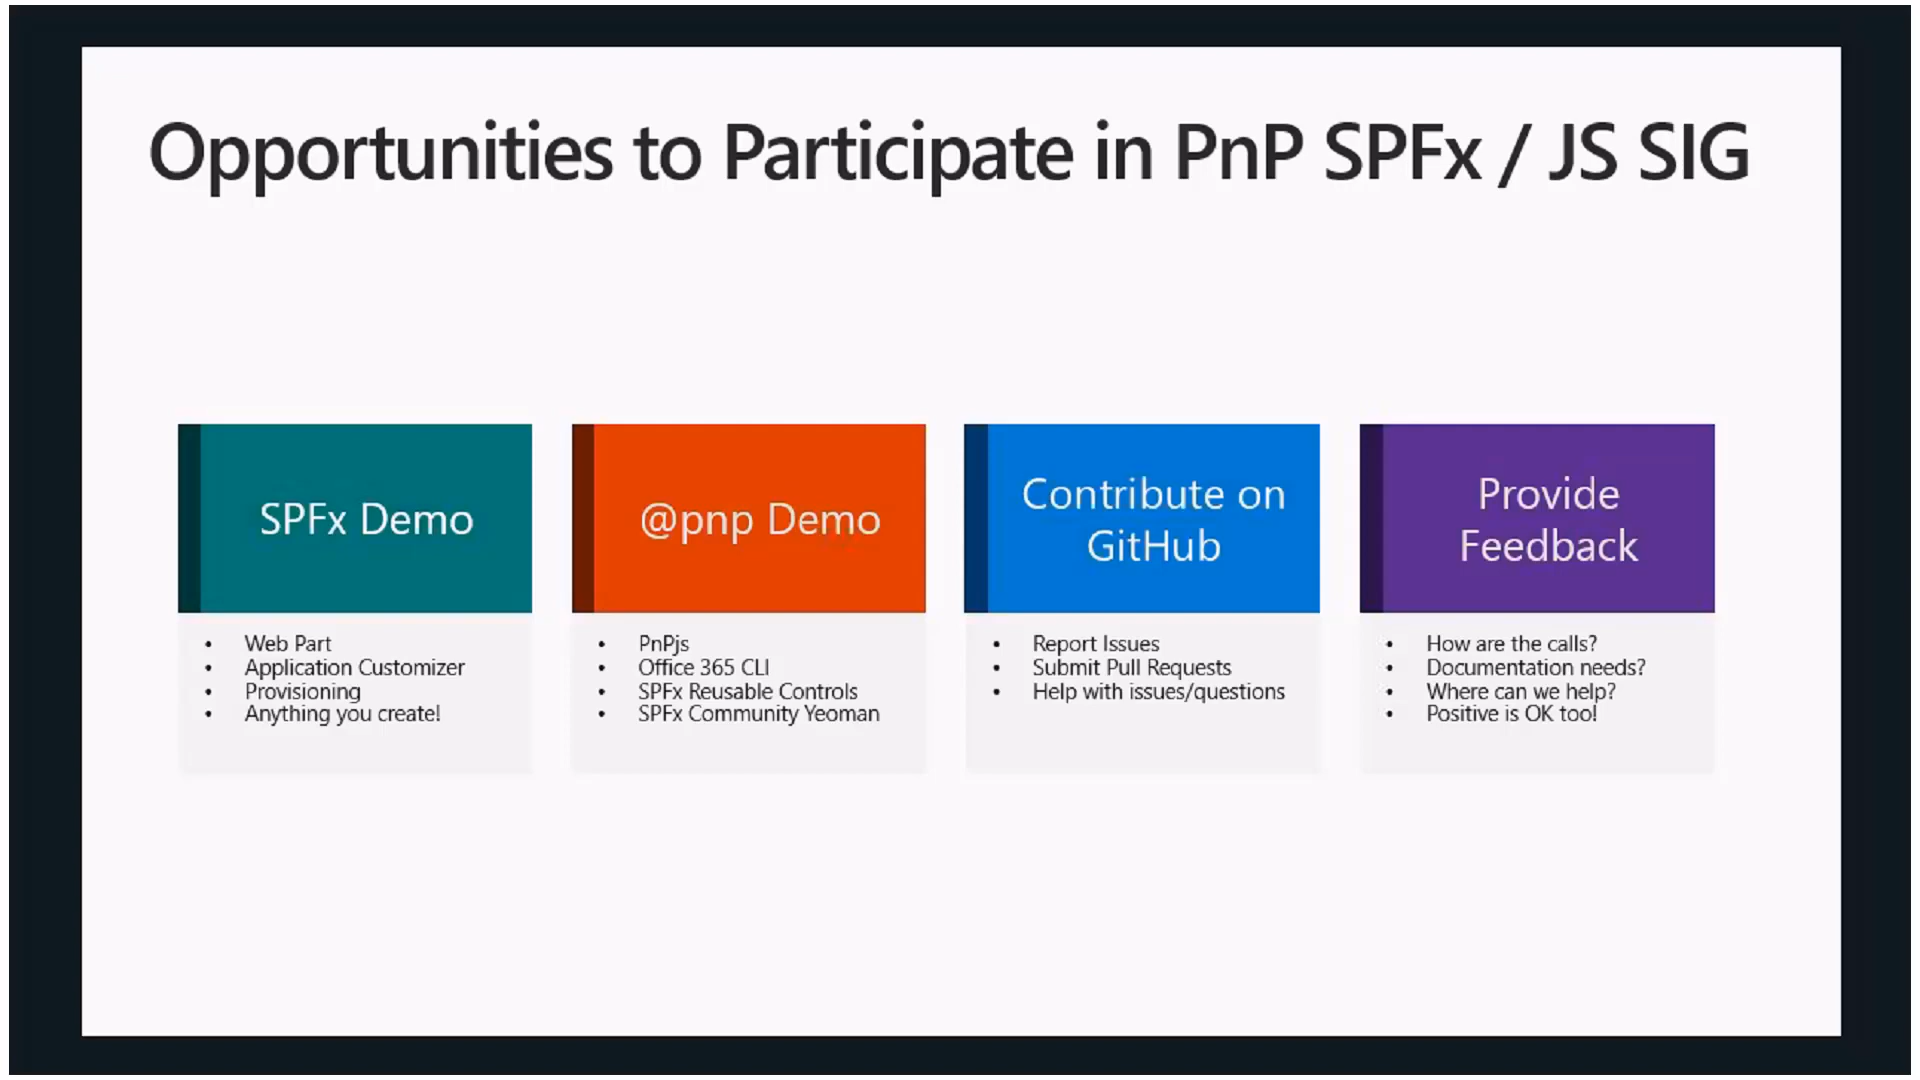 Opportunities to Participate in PnP SPFx / JS SIG
SPFx Demo
• Web Part
• Application Customizer
• Provisioning
• Anything you create!
@pnp Demo
• PnPjs
• Office 365 CLI
• SPFx Reusable Controls
• SPFx Community Yeoman
Contribute on
GitHub
• Report Issues
• Submit Pull Requests
• Help with issues/questions
Provide
Feedback
• How are the calls?
• Documentation needs?
• Where can we help?
• Positive is OK too!